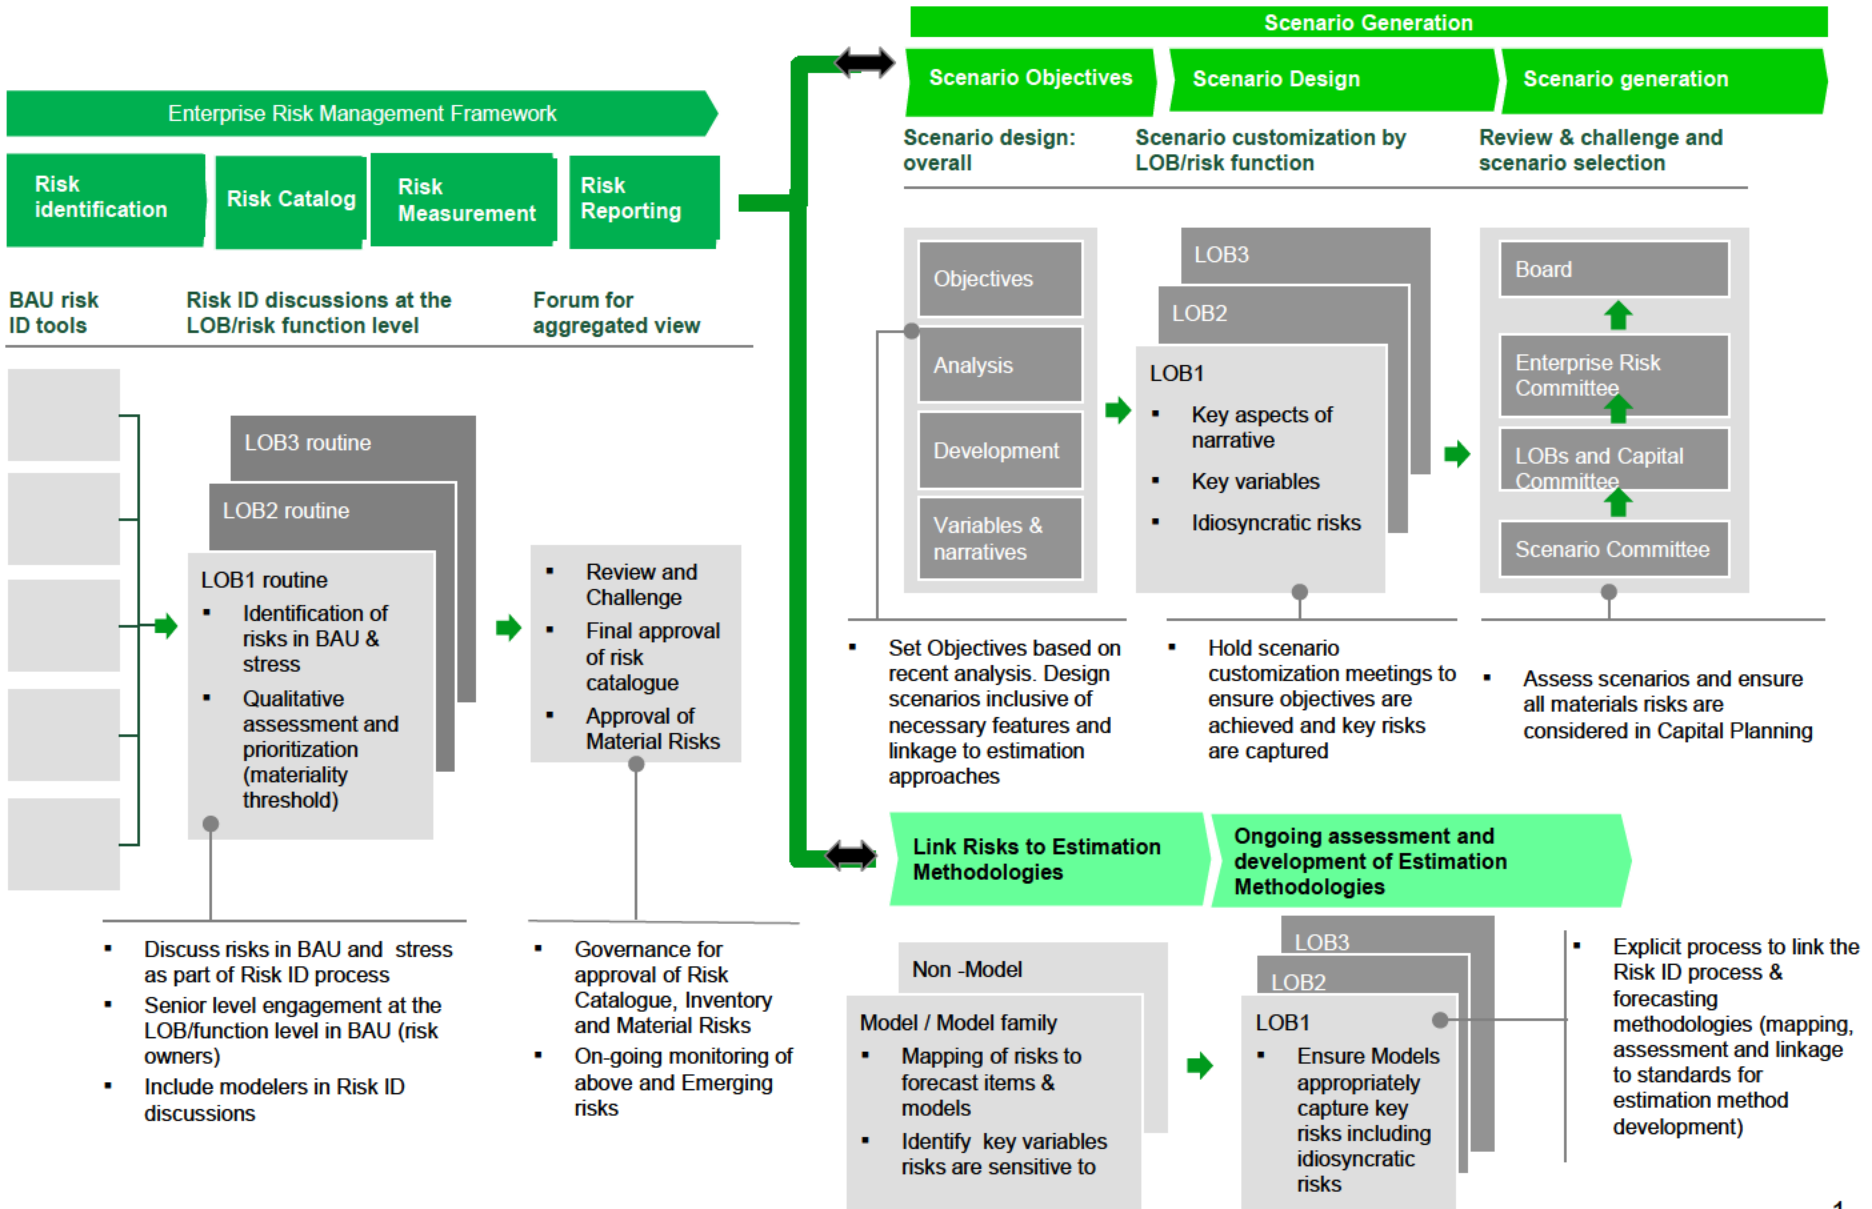 Scenario Generation
Scenario Objectives
Scenario Design
Scenario generation
Enterprise Risk Management Framework
Risk
identification
Risk Catalog
Risk
Measurement
Risk
Reporting
Scenario design:
overall
Scenario customization by
LOB/risk function
Review & challenge and
scenario selection
BAU risk
ID tools
Risk ID discussions at the
LOB/risk function level
Forum for
aggregated view
LOB3 routine
LOB2 routine
LOB1 routine
▪ Identification of
risks in BAU &
stress
▪ Qualitative
assessment and
prioritization
(materiality
threshold)
▪ Review and
Challenge
▪ Final approval
of risk
catalogue
▪ Approval of
Material Risks
▪ Discuss risks in BAU and stress
as part of Risk ID process
▪ Senior level engagement at the
LOB/function level in BAU (risk
owners)
▪ Include modelers in Risk ID
discussions
▪ Governance for
approval of Risk
Catalogue, Inventory
and Material Risks
▪ On-going monitoring of
above and Emerging
risks
Objectives
Analysis
Development
Variables &
narratives
LOB3
LOB2
LOB1
▪ Key aspects of
narrative
▪ Key variables
▪ Idiosyncratic risks
Board
Enterprise Risk
Committee
LOBs and Capital
Committee
Scenario Committee
▪ Set Objectives based on
recent analysis. Design
scenarios inclusive of
necessary features and
linkage to estimation
approaches
▪ Hold scenario
customization meetings to
ensure objectives are
achieved and key risks
are captured
▪ Assess scenarios and ensure
all materials risks are
considered in Capital Planning
Link Risks to Estimation
Methodologies
Ongoing assessment and
development of Estimation
Methodologies
Non -Model
Model / Model family
▪ Mapping of risks to
forecast items &
models
▪ Identify key variables
risks are sensitive to
LOB3
LOB2
LOB1
▪ Ensure Models
appropriately
capture key
risks including
idiosyncratic
risks
▪ Explicit process to link the
Risk ID process &
forecasting
methodologies (mapping,
assessment and linkage
to standards for
estimation method
development)